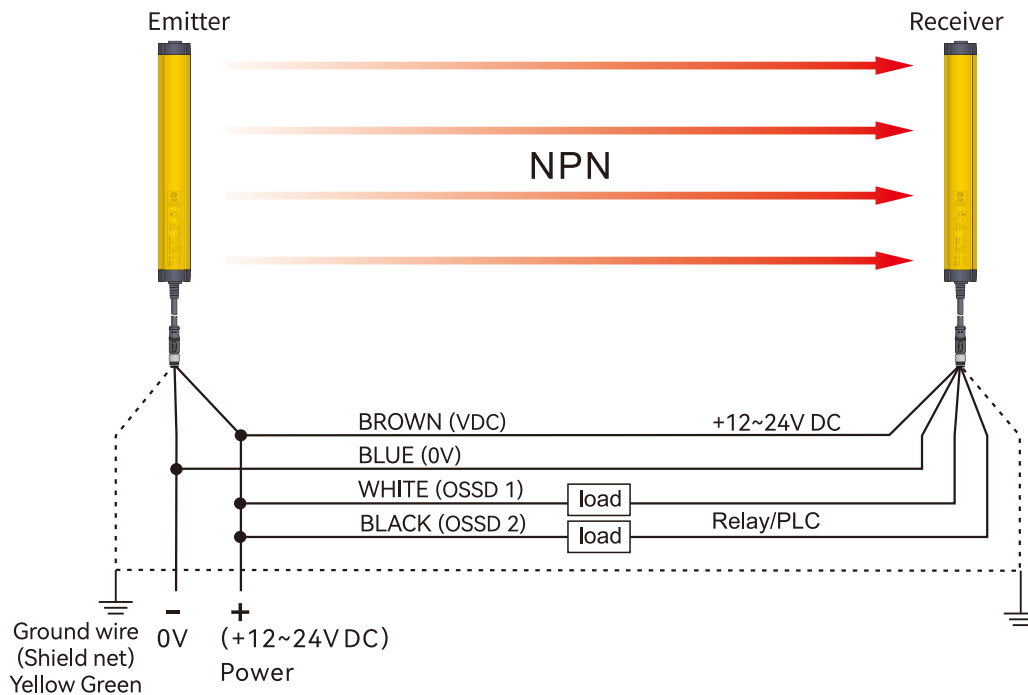 Emitter
Receiver
NPN
BROWN (VDC)
+12~24V DC
BLUE (0V)
WHITE (OSSD 1)
load
BLACK (OSSD 2)
load
Relay/PLC
-
+
Ground wire
(Shield net)
Yellow Green
0V
(+12~24V DC)
Power